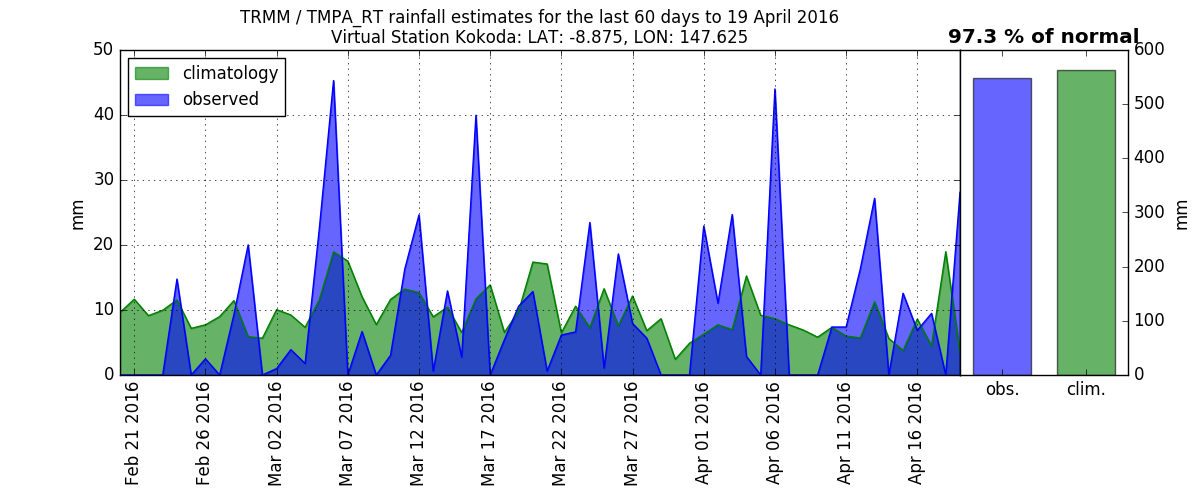 TRMM / TMPA_RT rainfall estimates for the last 60 days to 19 April 2016
Virtual Station Kokoda: LAT: -8.875, LON: 147.625
97.3 % of normal
climatology
observed
50
40
30
20
10
0
mm
600
500
400
300
200
100
0
mm
Feb 21 2016
Feb 26 2016
Mar 02 2016
Mar 07 2016
Mar 12 2016
Mar 17 2016
Mar 22 2016
Mar 27 2016
Apr 01 2016
Apr 06 2016
Apr 11 2016
Apr 16 2016
obs.
clim.